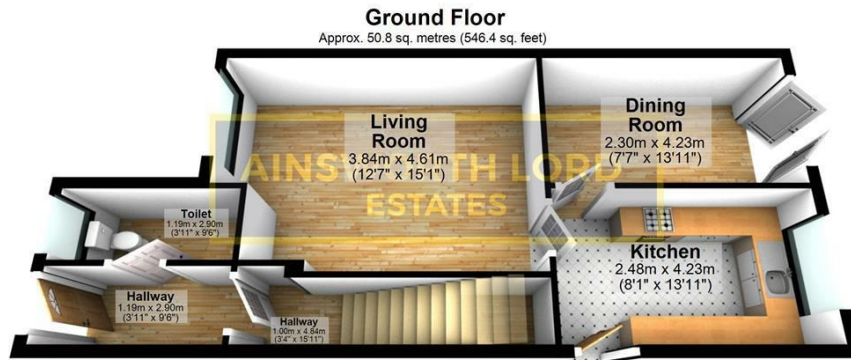 Ground Floor
Approx. 50.8 sq. metres (546.4 sq. feet)
Living
Room
3.84m x 4.61m
(12'7" x 15'1")
Dining
Room
2.30m x 4.23m
(7'7" x 13'11")
AINSWORTH LORD
ESTATES
Toilet
1.19m x 2.90m
(3'11" x 9'6")
Kitchen
2.48m x 4.23m
(8'1" x 13'11")
Hallway
1.19m x 2.90m
(3'11" x 9'6")
Hallway
1.00m x 4.84m
(3'4" x 15'11")